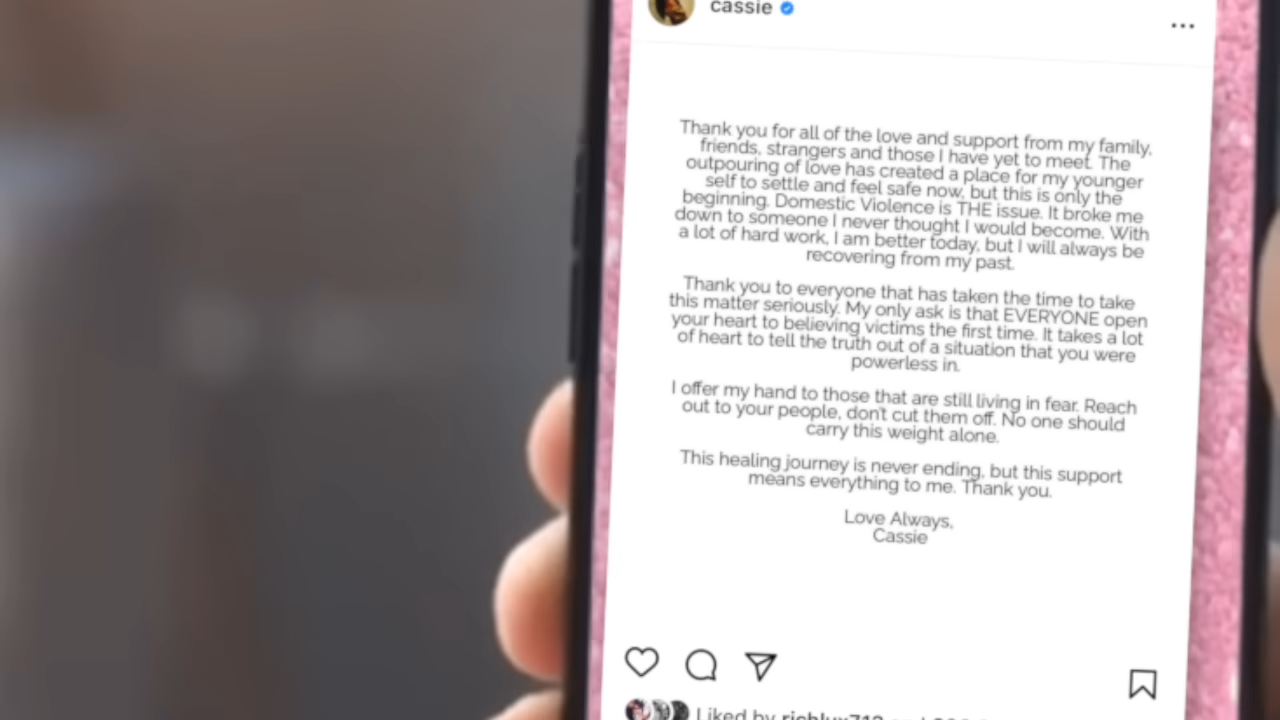 cassie
Thank you for all of the love and support from my family,
friends, strangers and those I have yet to meet. The
outpouring of love has created a place for my younger
self to settle and feel safe now, but this is only the
beginning. Domestic Violence is THE issue. It broke me
down to someone I never thought I would become. With
a lot of hard work, I am better today, but I will always be
recovering from my past.
Thank you to everyone that has taken the time to take
this matter seriously. My only ask is that EVERYONE open
your heart to believing victims the first time. It takes a lot
of heart to tell the truth out of a situation that you were
powerless in.
I offer my hand to those that are still living in fear. Reach
out to your people, don't cut them off. No one should
carry this weight alone.
This healing journey is never ending, but this support
means everything to me. Thank you.
Love Always,
Cassie
Liked by